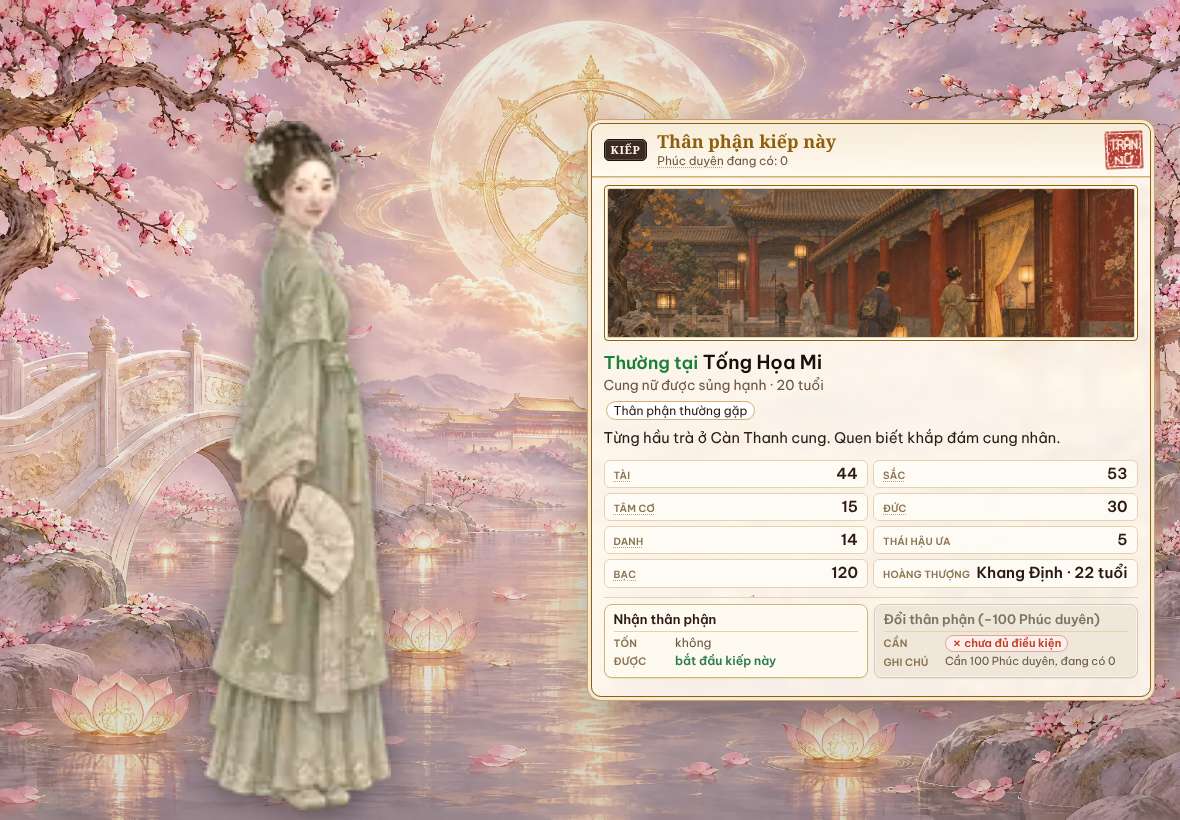 KIẾP
Thân phận kiếp này
Phúc duyên đang có: 0
TRÂN
NỮ
Thường tại Tống Họa Mi
Cung nữ được sủng hạnh · 20 tuổi
Thân phận thường gặp
Từng hầu trà ở Càn Thanh cung. Quen biết khắp đám cung nhân.
TÀI 44
SẮC 53
TÂM CƠ 15
ĐỨC 30
DANH 14
THÁI HẬU ƯA 5
BẠC 120
HOÀNG THƯỢNG Khang Định · 22 tuổi
Nhận thân phận
TỐN không
ĐƯỢC bắt đầu kiếp này
Đổi thân phận (−100 Phúc duyên)
CẦN × chưa đủ điều kiện
GHI CHÚ Cần 100 Phúc duyên, đang có 0